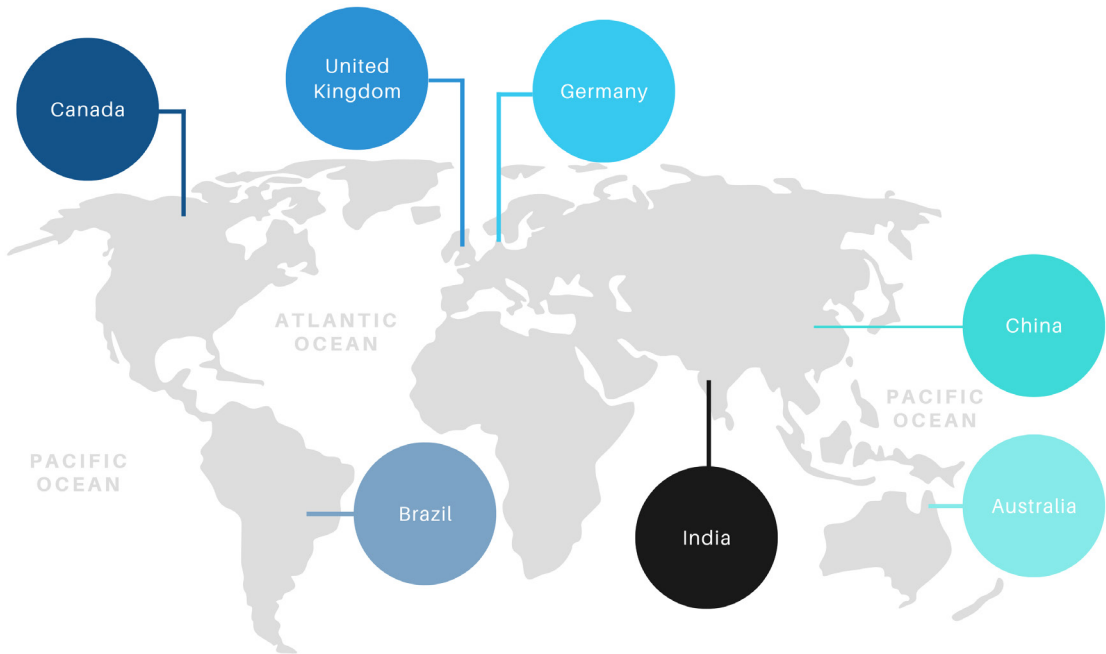 Canada
United
Kingdom
Germany
ATLANTIC
OCEAN
China
PACIFIC
OCEAN
PACIFIC
OCEAN
Brazil
India
Australia